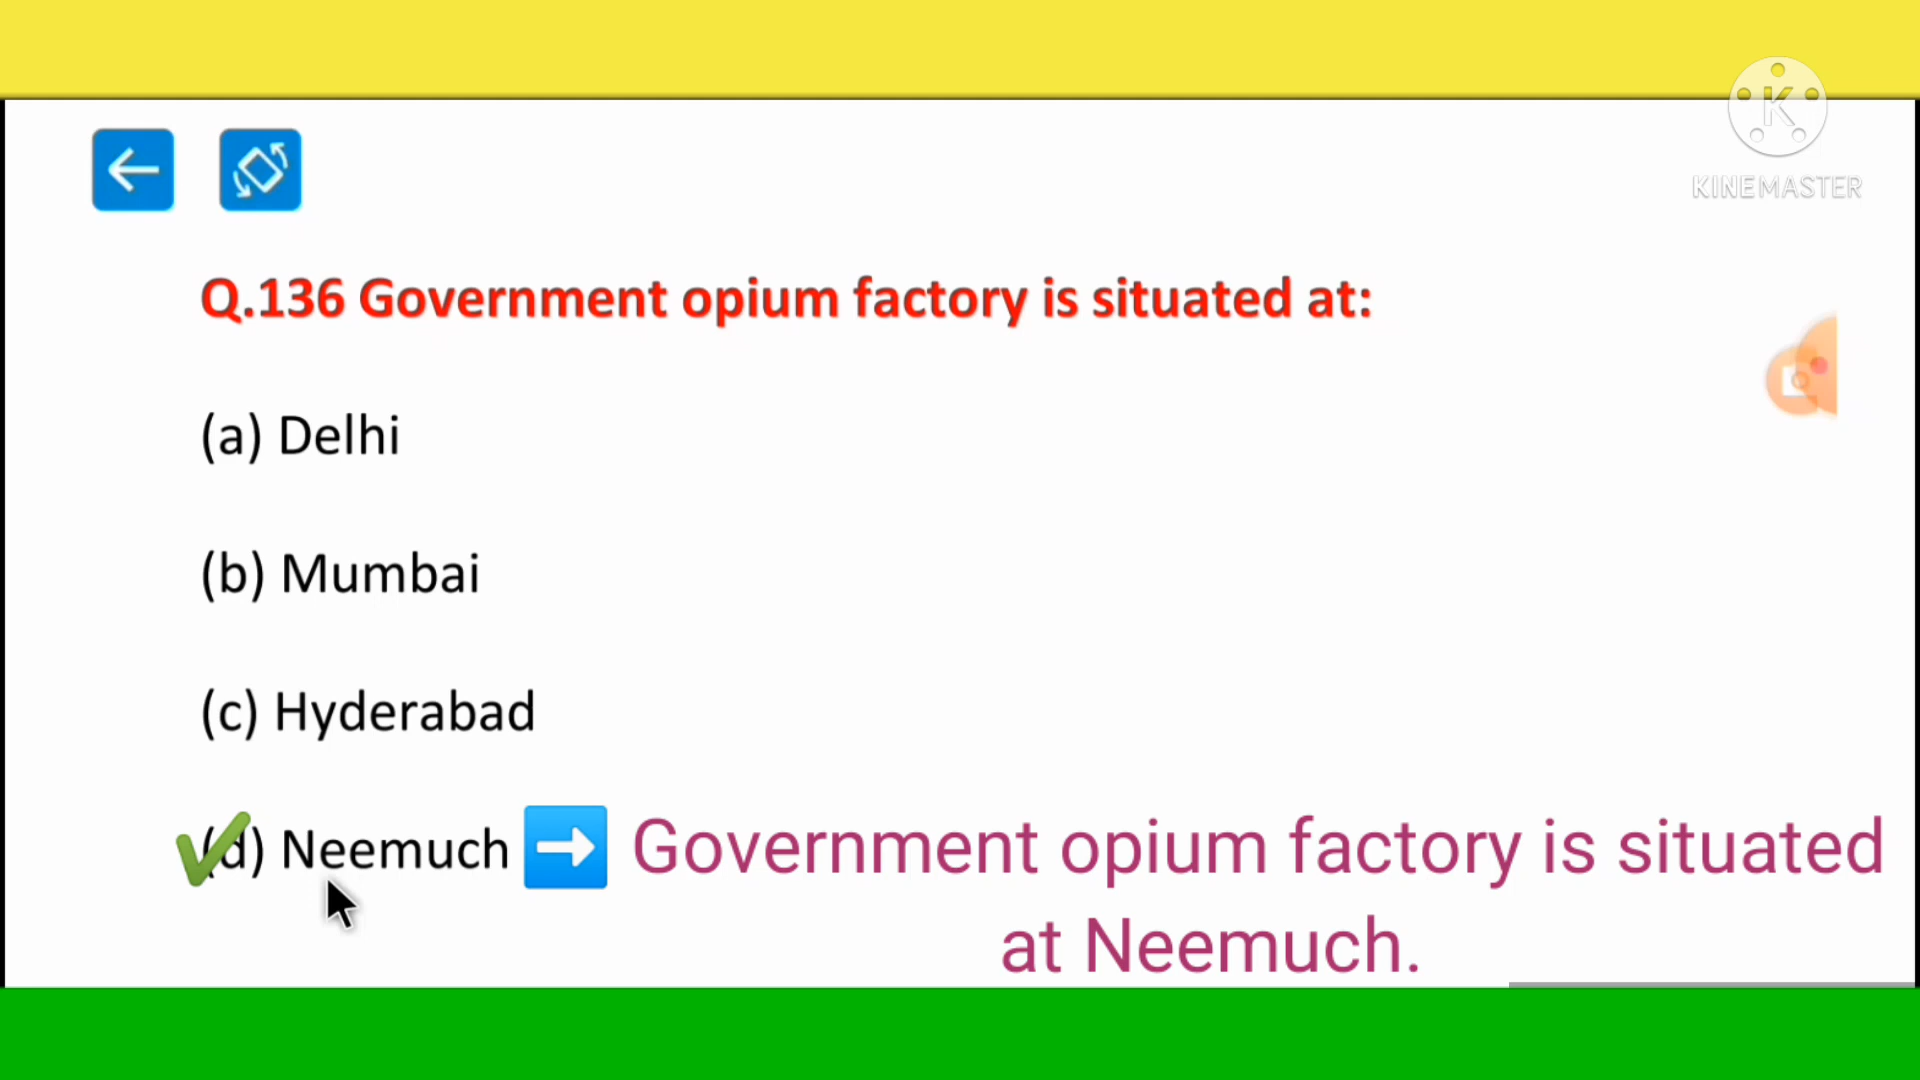 K
KINEMASTER
Q.136 Government opium factory is situated at:
(a) Delhi
(b) Mumbai
(c) Hyderabad
(d) Neemuch Government opium factory is situated
at Neemuch.